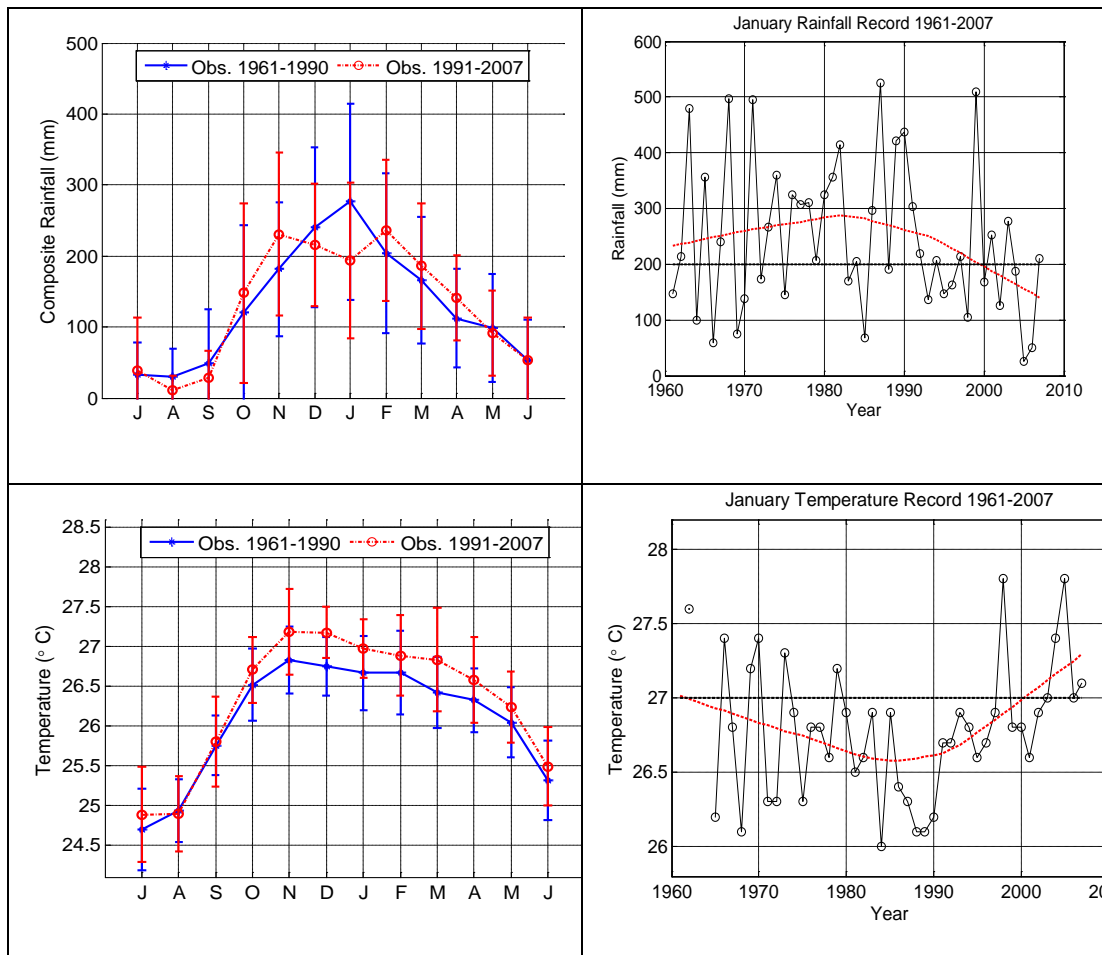 500
400
300
200
100
0
Composite Rainfall (mm)
Obs. 1961-1990 Obs. 1991-2007
J A S O N D J F M A M J
January Rainfall Record 1961-2007
600
500
400
300
200
100
0
Rainfall (mm)
1960 1970 1980 1990 2000 2010
Year
28.5
28
27.5
27
26.5
26
25.5
25
24.5
Temperature (° C)
Obs. 1961-1990 Obs. 1991-2007
J A S O N D J F M A M J
January Temperature Record 1961-2007
28
27.5
27
26.5
26
Temperature (° C)
1960 1970 1980 1990 2000 20
Year